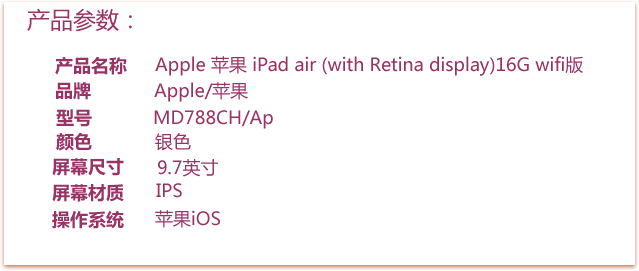 产品参数：
产品名称 Apple 苹果 iPad air (with Retina display)16G wifi版
品牌 Apple/苹果
型号 MD788CH/Ap
颜色 银色
屏幕尺寸 9.7英寸
屏幕材质 IPS
操作系统 苹果iOS